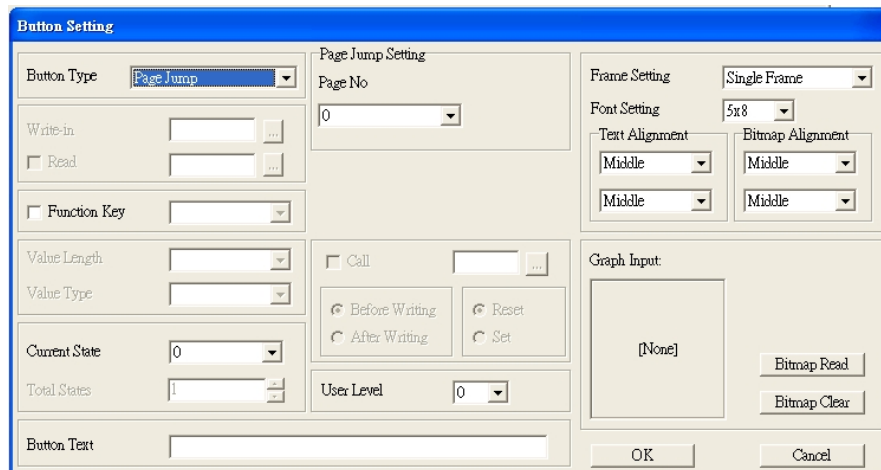 Button Setting
Button Type
Page Jump
Write-in
...
Read
...
Function Key
Value Length
Value Type
Current State
0
Total States
1
Button Text
Page Jump Setting
Page No
0
Call
...
Before Writing
Reset
After Writing
Set
User Level
0
Frame Setting
Single Frame
Font Setting
5x8
Text Alignment
Bitmap Alignment
Middle
Middle
Middle
Middle
Graph Input:
[None]
Bitmap Read
Bitmap Clear
OK
Cancel